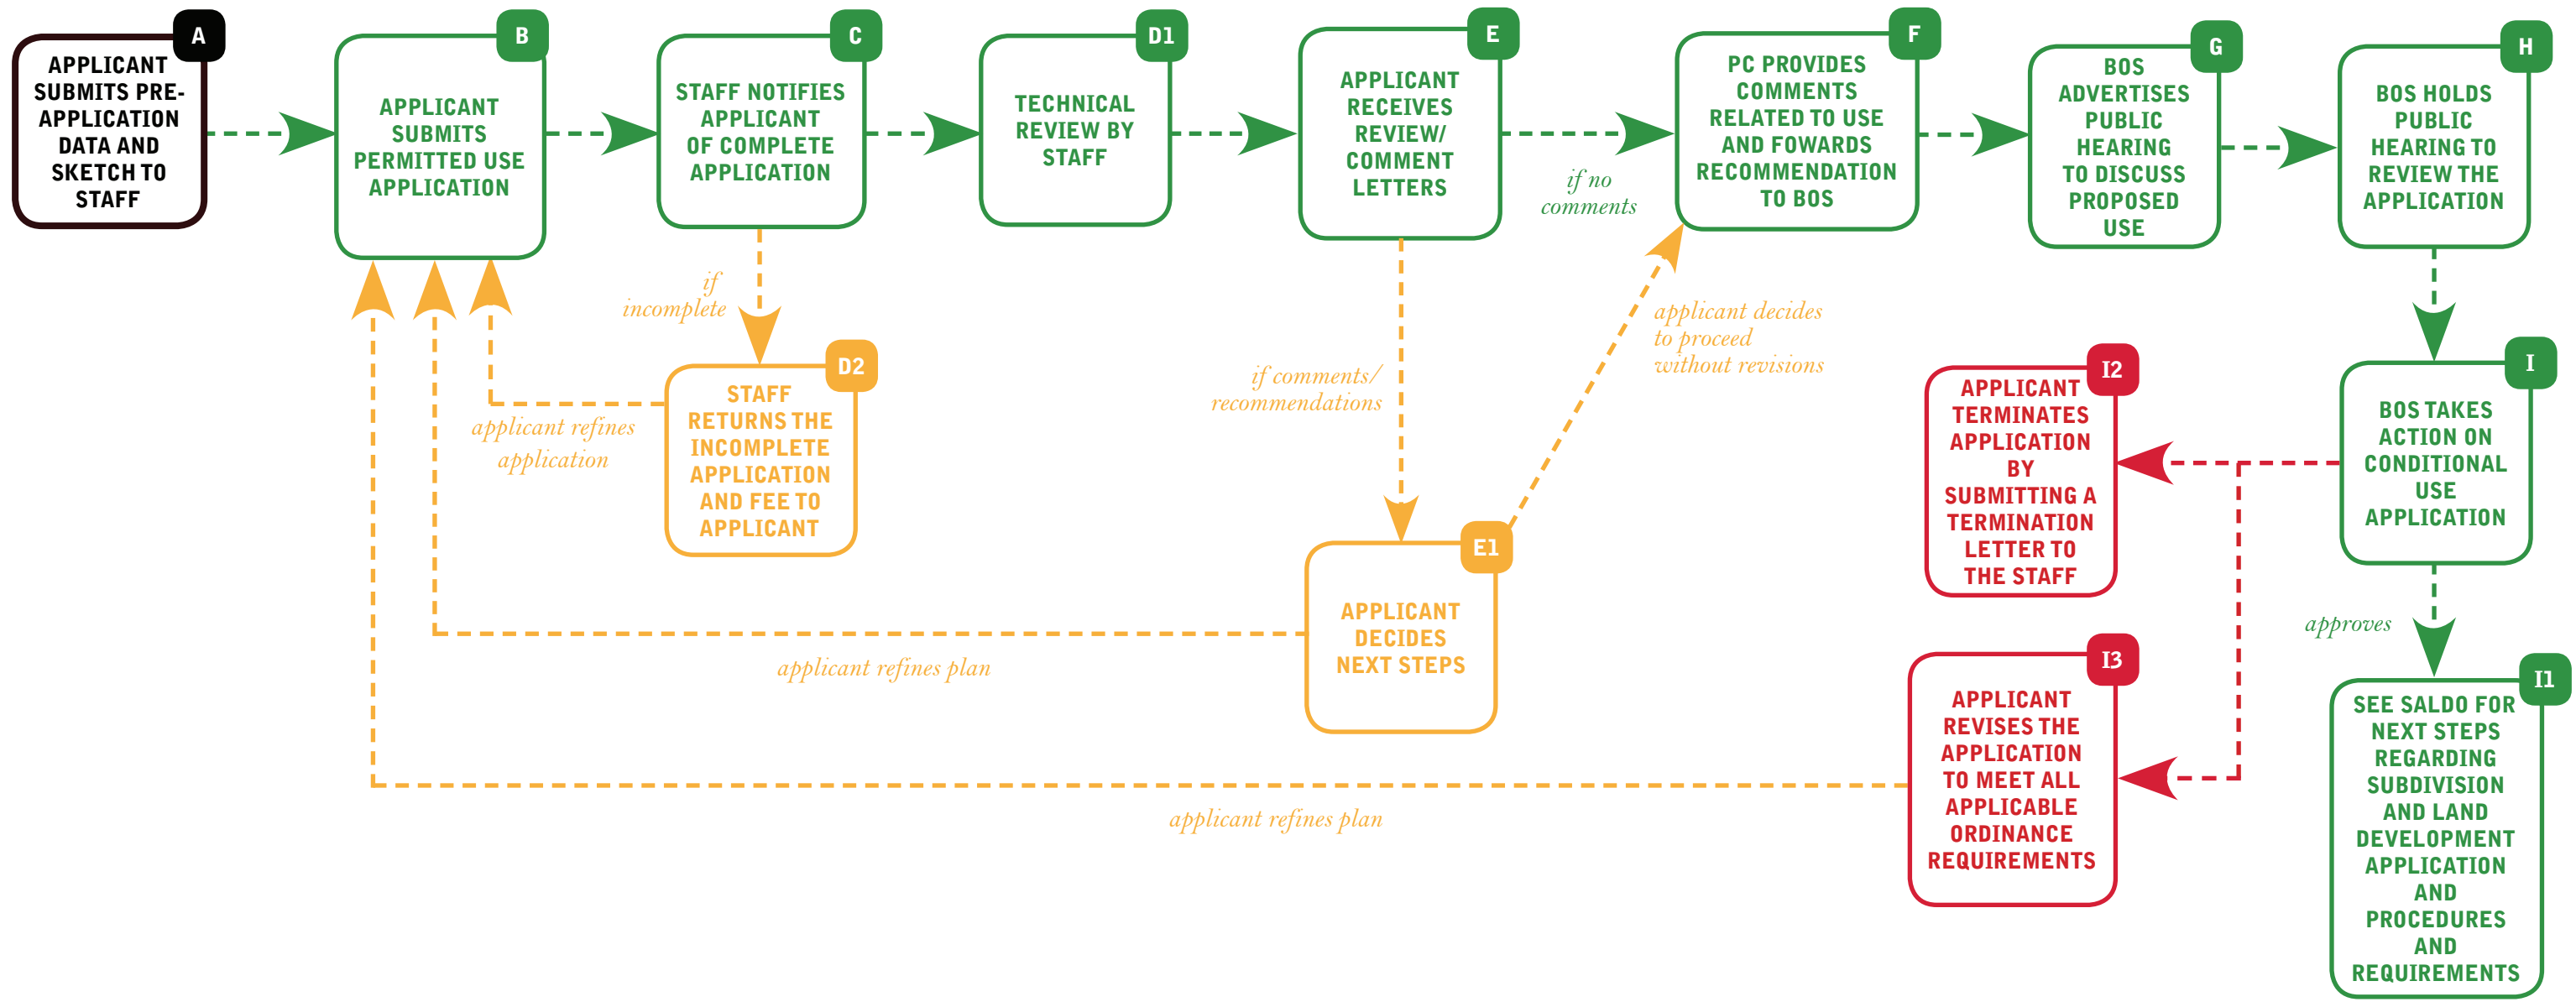 A
APPLICANT
SUBMITS PRE-
APPLICATION
DATA AND
SKETCH TO
STAFF
B
APPLICANT
SUBMITS
PERMITTED USE
APPLICATION
C
STAFF NOTIFIES
APPLICANT
OF COMPLETE
APPLICATION
D1
TECHNICAL
REVIEW BY
STAFF
E
APPLICANT
RECEIVES
REVIEW/
COMMENT
LETTERS
if no
comments
F
PC PROVIDES
COMMENTS
RELATED TO USE
AND FOWARDS
RECOMMENDATION
TO BOS
G
BOS
ADVERTISES
PUBLIC
HEARING
TO DISCUSS
PROPOSED
USE
H
BOS HOLDS
PUBLIC
HEARING TO
REVIEW THE
APPLICATION
if
incomplete
D2
STAFF
RETURNS THE
INCOMPLETE
APPLICATION
AND FEE TO
APPLICANT
applicant refines
application
if comments/
recommendations
applicant decides
to proceed
without revisions
E1
APPLICANT
DECIDES
NEXT STEPS
applicant refines plan
I2
APPLICANT
TERMINATES
APPLICATION
BY
SUBMITTING A
TERMINATION
LETTER TO
THE STAFF
I
BOS TAKES
ACTION ON
CONDITIONAL
USE
APPLICATION
approves
I3
APPLICANT
REVISES THE
APPLICATION
TO MEET ALL
APPLICABLE
ORDINANCE
REQUIREMENTS
applicant refines plan
I1
SEE SALDO FOR
NEXT STEPS
REGARDING
SUBDIVISION
AND LAND
DEVELOPMENT
APPLICATION
AND
PROCEDURES
AND
REQUIREMENTS